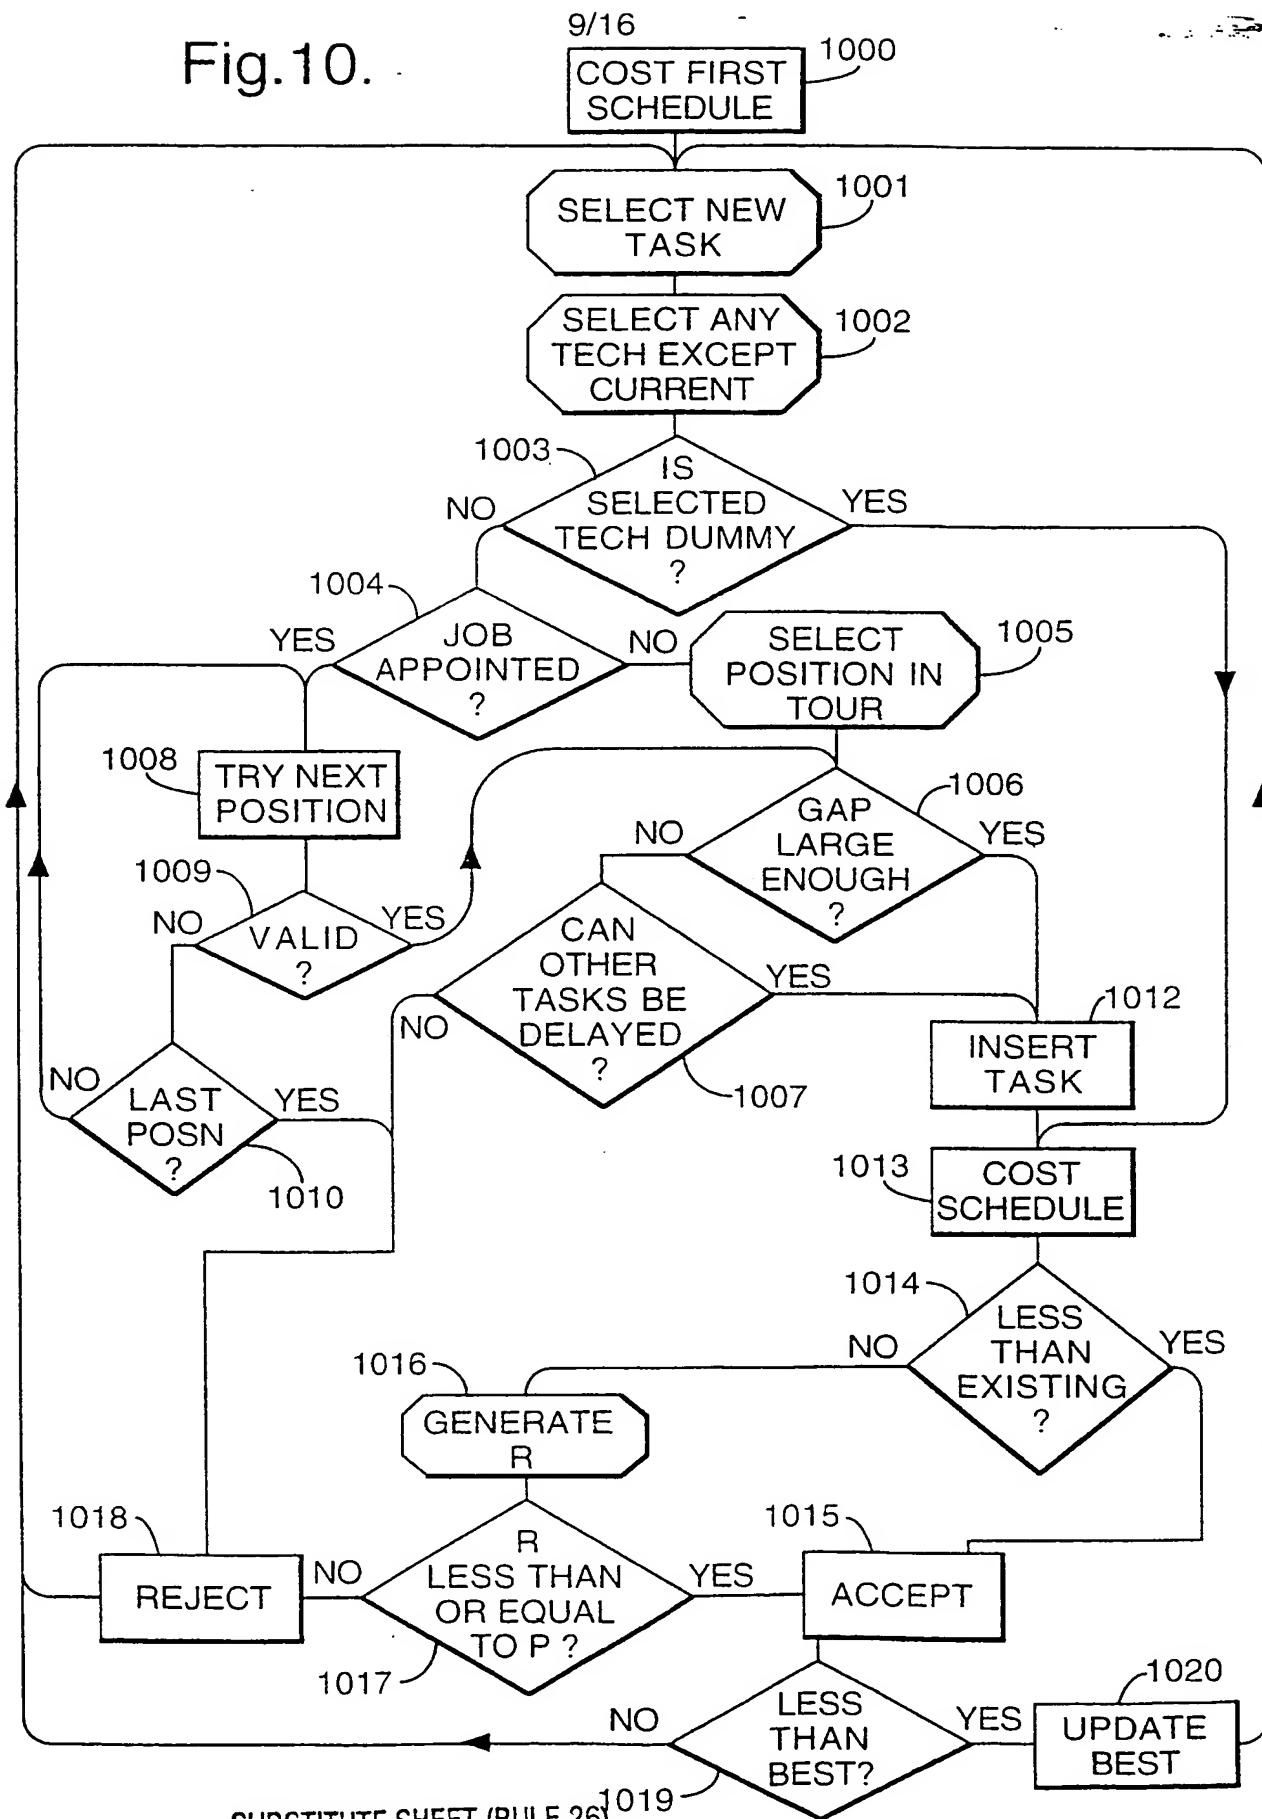 9/16
Fig.10.
COST FIRST
SCHEDULE
1000
SELECT NEW
TASK
1001
SELECT ANY
TECH EXCEPT
CURRENT
1002
1003
IS
SELECTED
TECH DUMMY
?
NO
YES
1004
JOB
APPOINTED
?
YES
NO
SELECT
POSITION IN
TOUR
1005
1008
TRY NEXT
POSITION
GAP
LARGE
ENOUGH
?
1006
NO
YES
1009
VALID
?
NO
YES
CAN
OTHER
TASKS BE
DELAYED
?
YES
NO
1007
1012
INSERT
TASK
LAST
POSN
?
NO
YES
1010
1013
COST
SCHEDULE
1014
LESS
THAN
EXISTING
?
NO
YES
1016
GENERATE
R
1018
REJECT
NO
R
LESS THAN
OR EQUAL
TO P ?
YES
1017
1015
ACCEPT
LESS
THAN
BEST?
NO
YES
1019
1020
UPDATE
BEST
SUBSTITUTE SHEET (RULE 26)